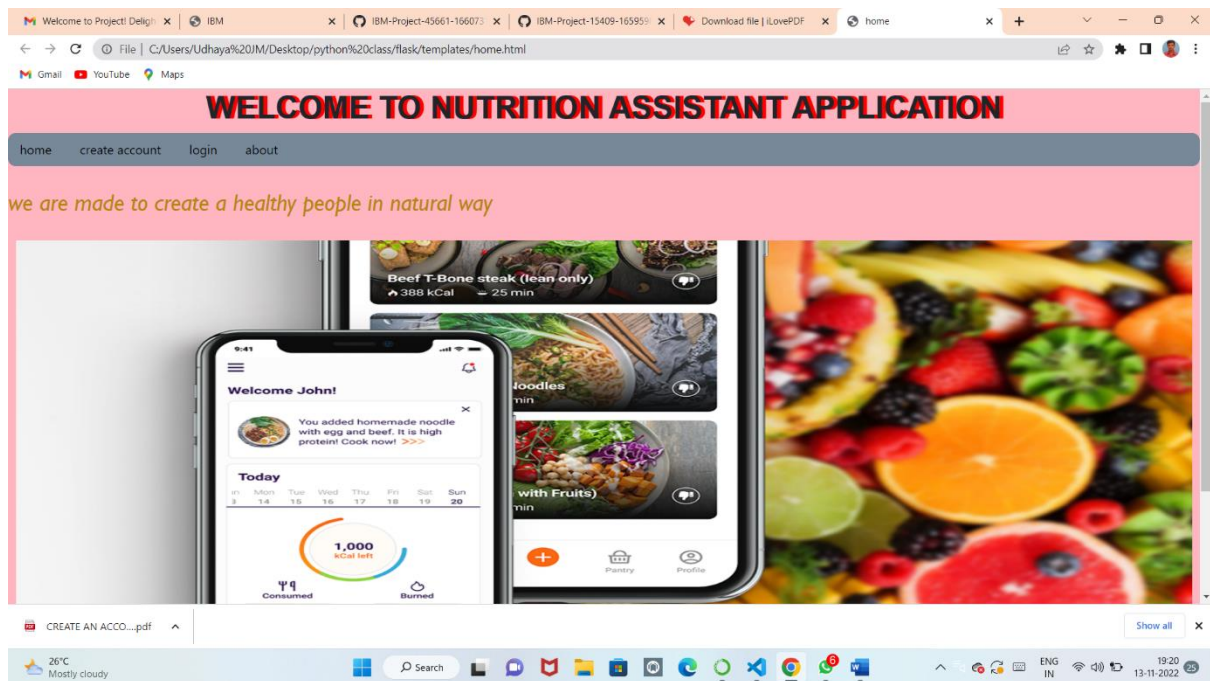 Welcome to Project! Deligh
IBM
IBM-Project-45661-166073
IBM-Project-15409-165959
Download file | iLovePDF
home
File | C:/Users/Udhaya%20JM/Desktop/python%20class/flask/templates/home.html
Gmail YouTube Maps
WELCOME TO NUTRITION ASSISTANT APPLICATION
home create account login about
we are made to create a healthy people in natural way
Beef T-Bone steak (lean only)
388 kCal 25 min
9:41
Welcome John!
Noodles
min
You added homemade noodle
with egg and beef. It is high
protein! Cook now! >>>
Today
Mon Tue Wed Thu Fri Sat Sun
14 15 16 17 18 19 20
with Fruits)
min
1,000
kCal left
Pantry Profile
Consumed Burned
CREATE AN ACCO....pdf
Show all
26°C
Mostly cloudy
Search
6
ENG
IN
19:20
13-11-2022
25